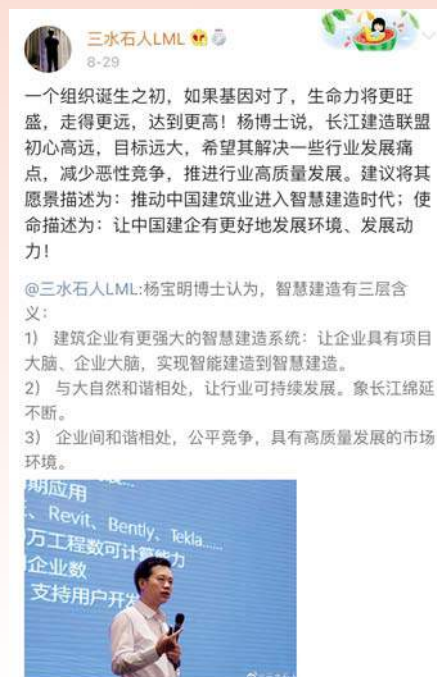 三水石人LML
8-29
一个组织诞生之初，如果基因对了，生命力将更旺
盛，走得更远，达到更高！杨博士说，长江建造联盟
初心高远，目标远大，希望其解决一些行业发展痛
点，减少恶性竞争，推进行业高质量发展。建议将其
愿景描述为：推动中国建筑业进入智慧建造时代；使
命描述为：让中国建企有更好地发展环境、发展动
力！
@三水石人LML:杨宝明博士认为，智慧建造有三层含
义：
1） 建筑企业有更强大的智慧建造系统：让企业具有项目
大脑、企业大脑，实现智能建造到智慧建造。
2） 与大自然和谐相处，让行业可持续发展。象长江绵延
不断。
3） 企业间和谐相处，公平竞争，具有高质量发展的市场
环境。
期应用
、Revit、Bently、Tekla......
万工程数可计算能力
企业数
支持用户开发